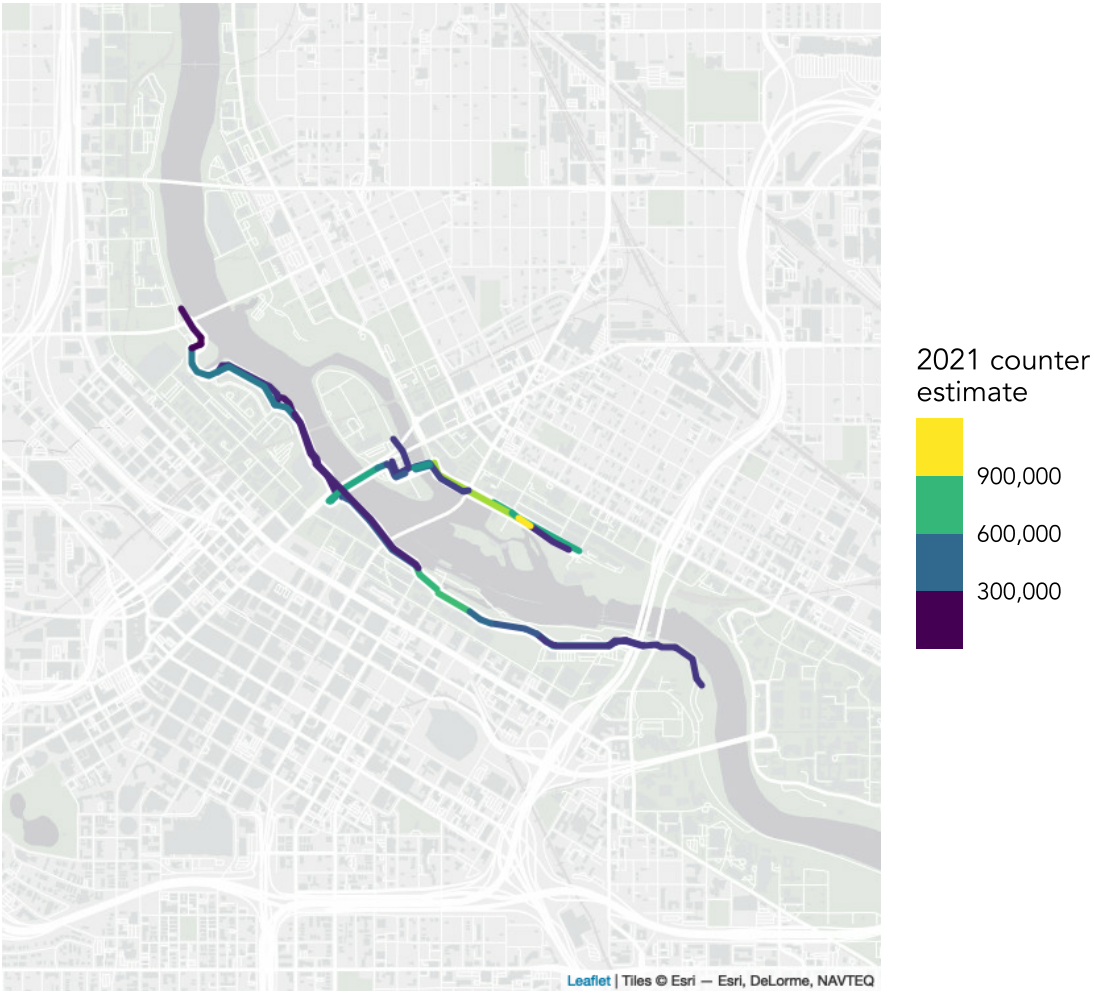 2021 counter
estimate
900,000
600,000
300,000
Leaflet | Tiles © Esri — Esri, DeLorme, NAVTEQ